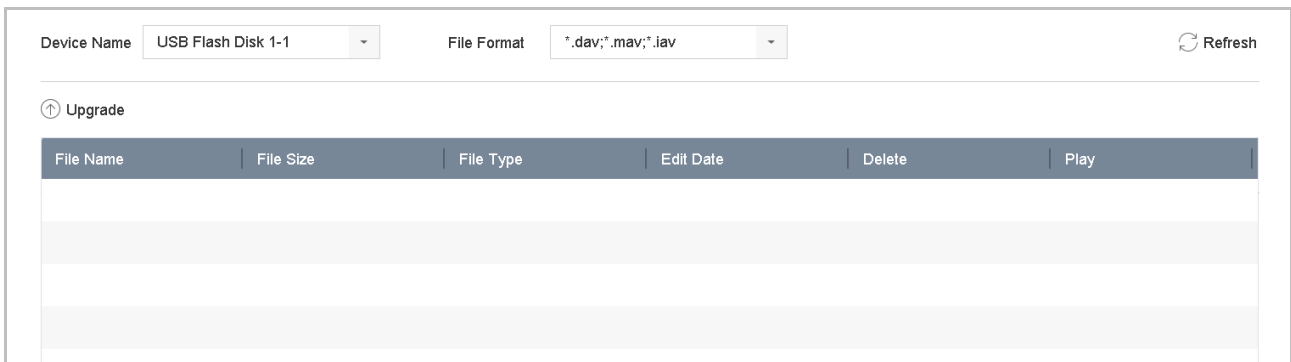 Device Name USB Flash Disk 1-1 File Format *.dav;*.mav;*.iav Refresh
Upgrade
File Name File Size File Type Edit Date Delete Play